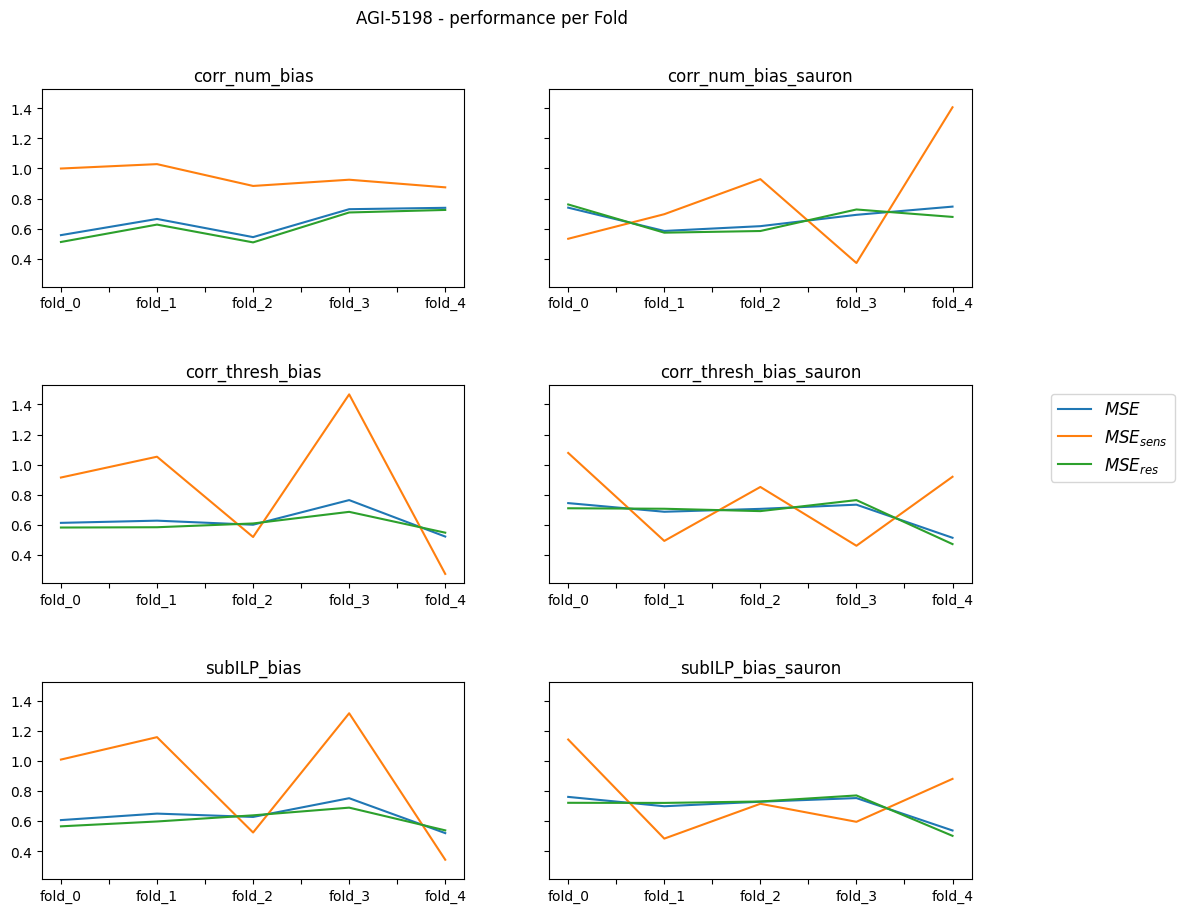 AGI-5198 - performance per Fold
corr_num_bias
corr_num_bias_sauron
1.4
1.2
1.0
0.8
0.6
0.4
fold_0 fold_1 fold_2 fold_3 fold_4
fold_0 fold_1 fold_2 fold_3 fold_4
corr_thresh_bias
corr_thresh_bias_sauron
1.4
1.2
1.0
0.8
0.6
0.4
fold_0 fold_1 fold_2 fold_3 fold_4
fold_0 fold_1 fold_2 fold_3 fold_4
MSE
MSE_sens
MSE_res
subILP_bias
subILP_bias_sauron
1.4
1.2
1.0
0.8
0.6
0.4
fold_0 fold_1 fold_2 fold_3 fold_4
fold_0 fold_1 fold_2 fold_3 fold_4